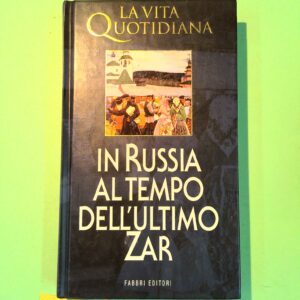 LA VITA
QUOTIDIANA
IN RUSSIA
AL TEMPO
DELL'ULTIMO
ZAR
FABBRI EDITORI